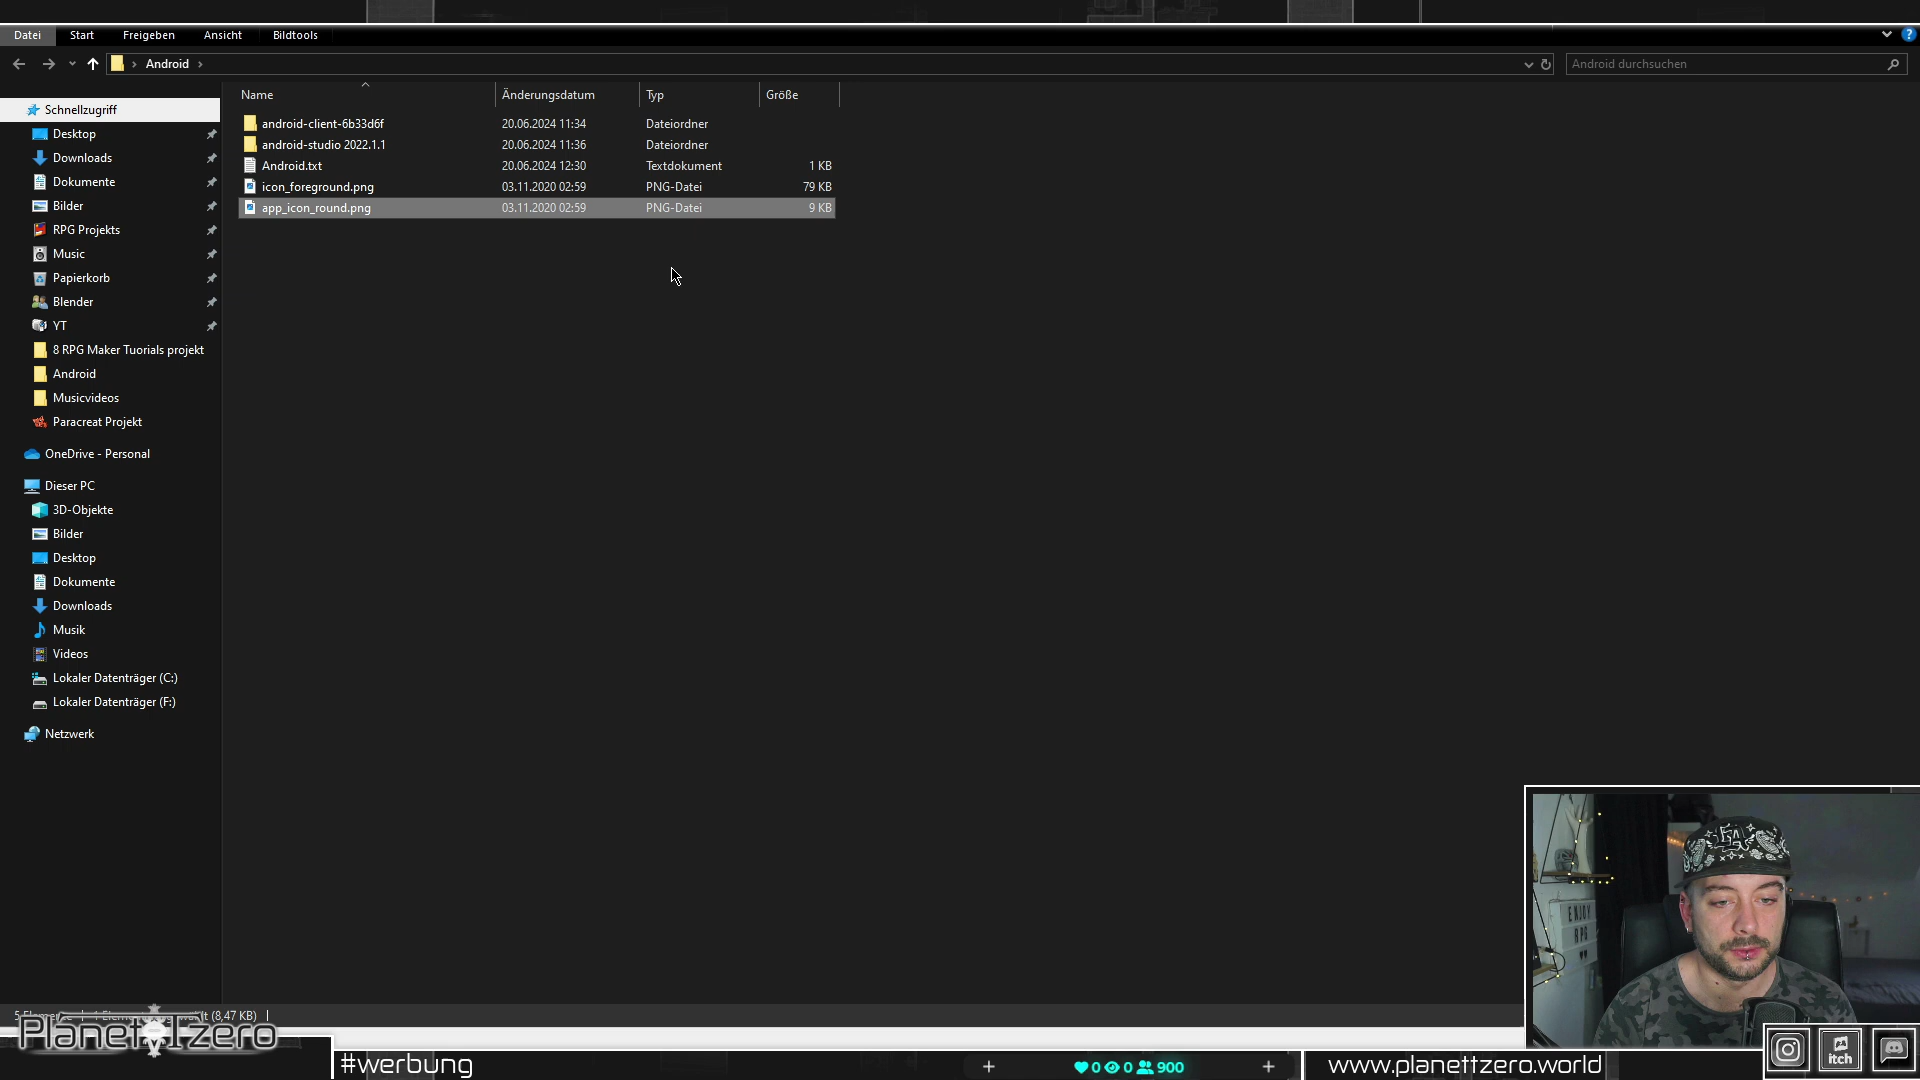 Datei Start Freigeben Ansicht Bildtools
Android
Android durchsuchen
Name Änderungsdatum Typ Größe
android-client-6b33d6f 20.06.2024 11:34 Dateiordner
android-studio 2022.1.1 20.06.2024 11:36 Dateiordner
Android.txt 20.06.2024 12:30 Textdokument 1 KB
icon_foreground.png 03.11.2020 02:59 PNG-Datei 79 KB
app_icon_round.png 03.11.2020 02:59 PNG-Datei 9 KB
Schnellzugriff
Desktop
Downloads
Dokumente
Bilder
RPG Projekts
Music
Papierkorb
Blender
YT
8 RPG Maker Tuorials projekt
Android
Musicvideos
Paracreat Projekt
OneDrive - Personal
Dieser PC
3D-Objekte
Bilder
Desktop
Dokumente
Downloads
Musik
Videos
Lokaler Datenträger (C:)
Lokaler Datenträger (F:)
Netzwerk
ENJOY
RPG
(8,47 KB)
PlanettZero
#werbung
+ 0 0 900 +
www.planettzero.world
itch